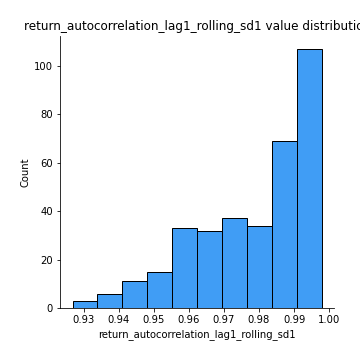 return_autocorrelation_lag1_rolling_sd1 value distributio
100
80
60
40
20
0
Count
0.93 0.94 0.95 0.96 0.97 0.98 0.99 1.00
return_autocorrelation_lag1_rolling_sd1